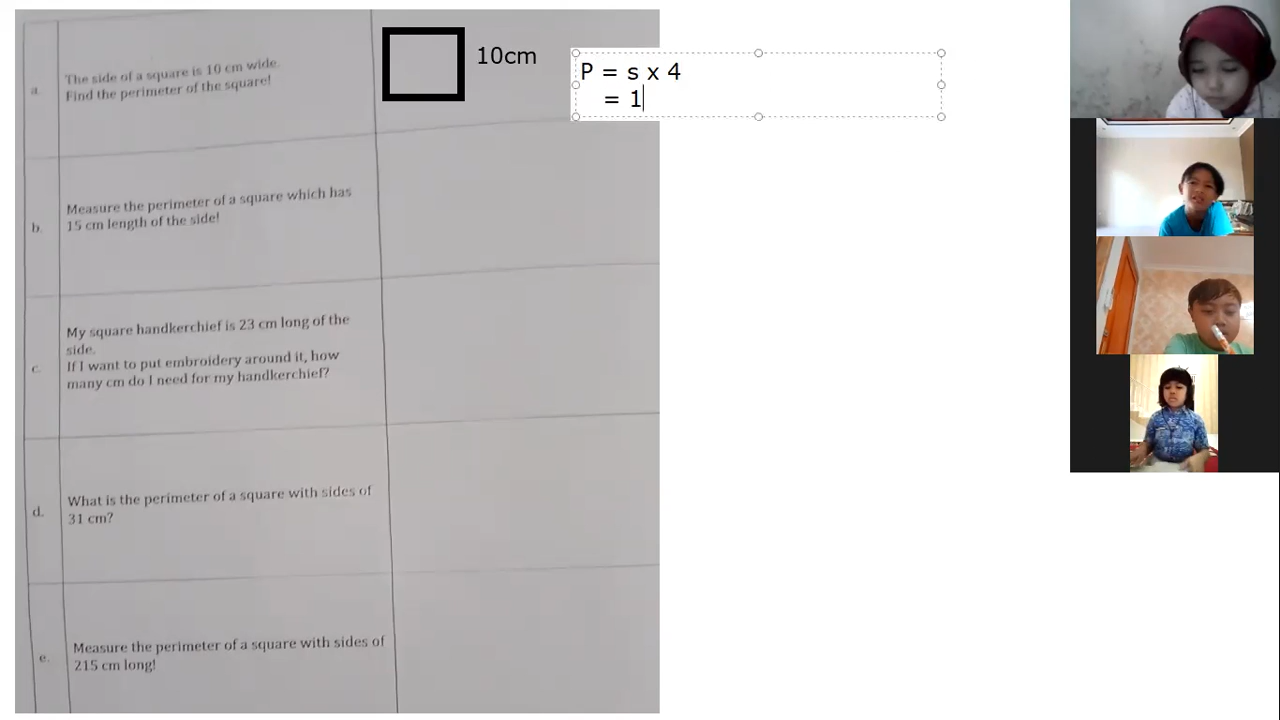 a. The side of a square is 10 cm wide.
Find the perimeter of the square!
10cm
P = s x 4
= 1
b. Measure the perimeter of a square which has
15 cm length of the side!
c. My square handkerchief is 23 cm long of the
side.
If I want to put embroidery around it, how
many cm do I need for my handkerchief?
d. What is the perimeter of a square with sides of
31 cm?
e. Measure the perimeter of a square with sides of
215 cm long!